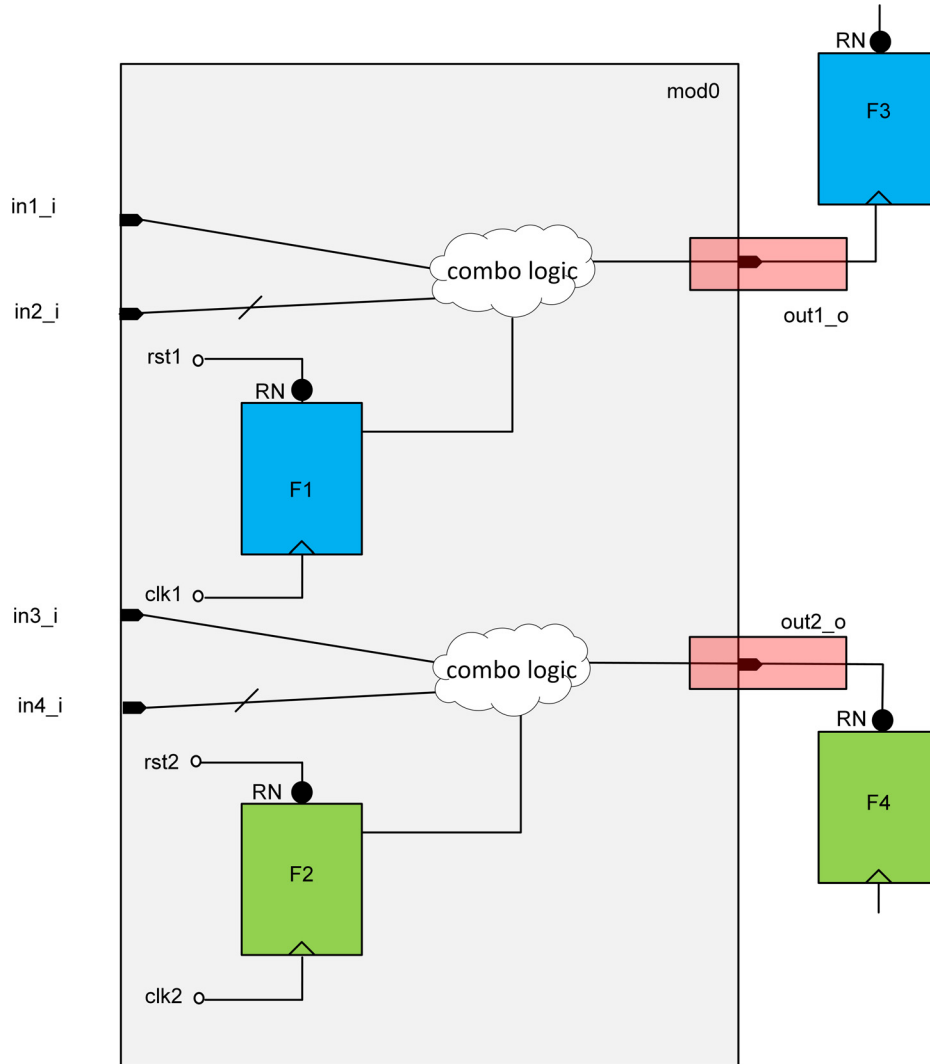 RN
mod0
F3
in1_i
combo logic
in2_i
out1_o
rst1
RN
F1
clk1
in3_i
out2_o
combo logic
in4_i
RN
rst2
RN
F4
F2
clk2